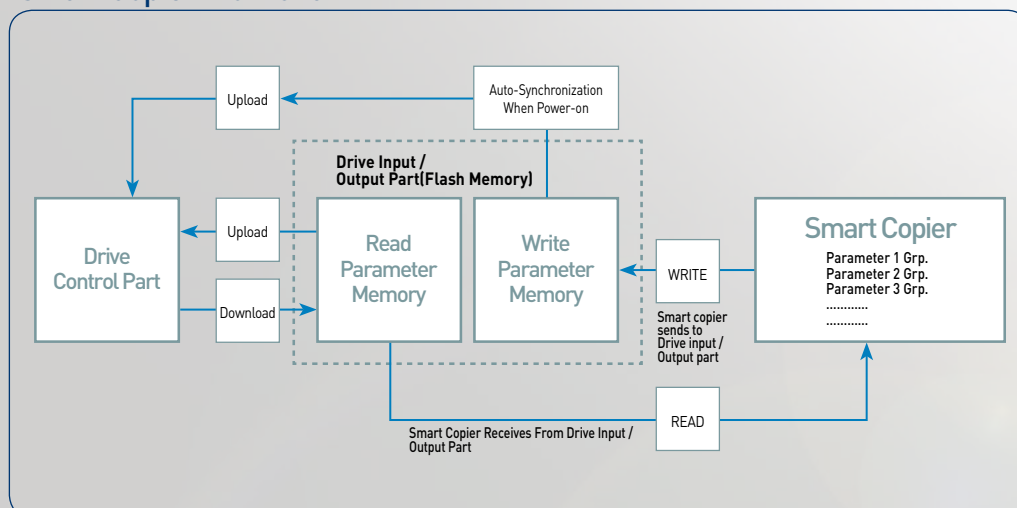 Upload
Auto-Synchronization
When Power-on
Drive Input /
Output Part(Flash Memory)
Drive
Control Part
Upload
Download
Read
Parameter
Memory
Write
Parameter
Memory
WRITE
Smart copier
sends to
Drive input /
Output part
Smart Copier
Parameter 1 Grp.
Parameter 2 Grp.
Parameter 3 Grp.
............
............
READ
Smart Copier Receives From Drive Input /
Output Part